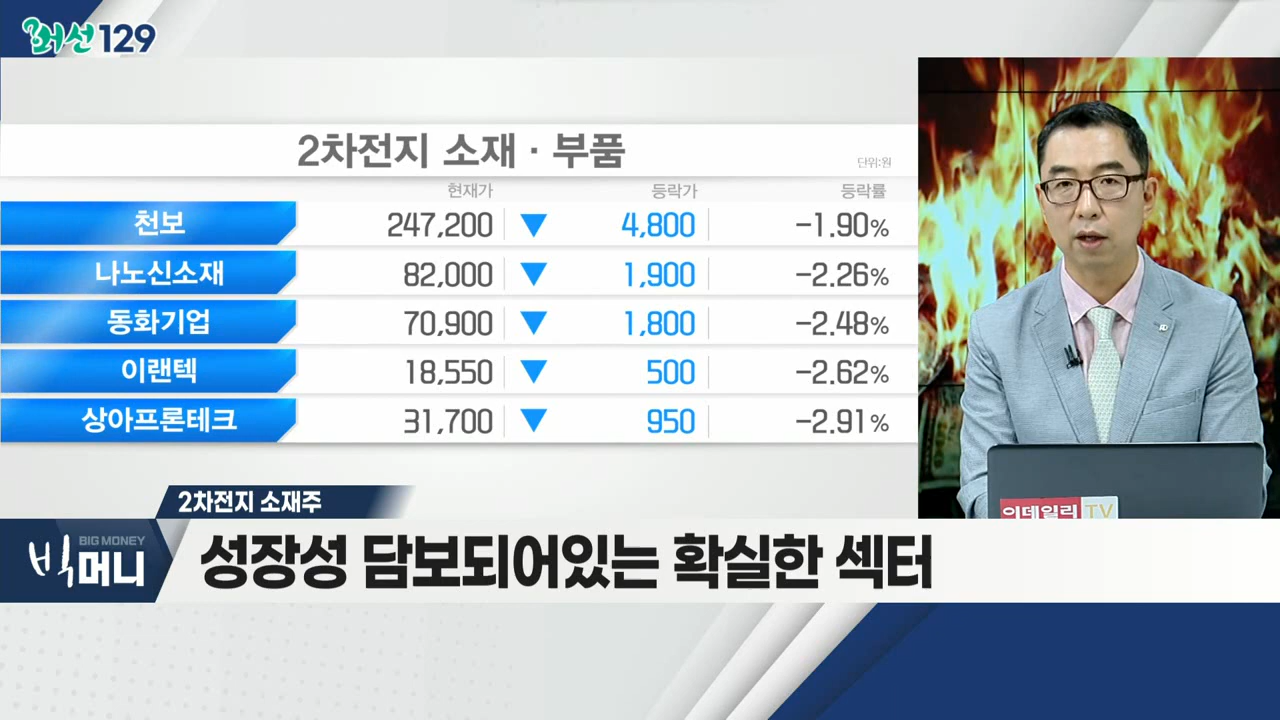 머선129
2차전지 소재·부품
단위:원
현재가 등락가 등락률
천보 247,200 ▼ 4,800 -1.90%
나노신소재 82,000 ▼ 1,900 -2.26%
동화기업 70,900 ▼ 1,800 -2.48%
이랜텍 18,550 ▼ 500 -2.62%
상아프론테크 31,700 ▼ 950 -2.91%
이데일리TV
2차전지 소재주
BIG MONEY
빅머니
성장성 담보되어있는 확실한 섹터